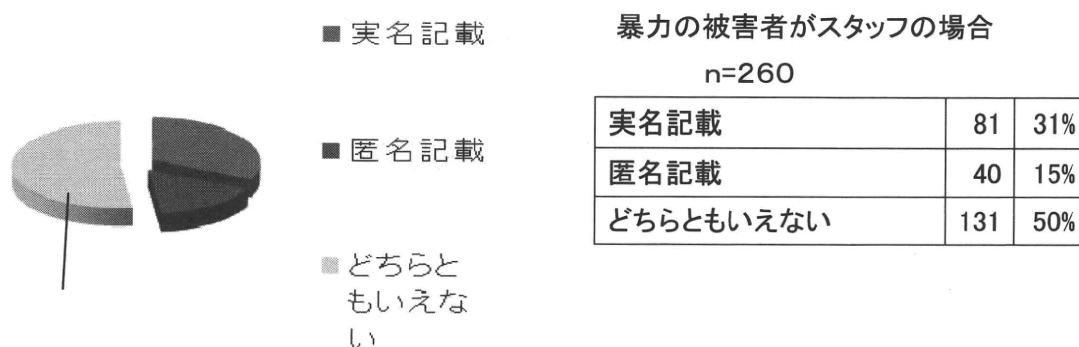 実名記載
匿名記載
どちらと
もいえな
い
暴力の被害者がスタッフの場合
n=260
実名記載 81 31%
匿名記載 40 15%
どちらともいえない 131 50%